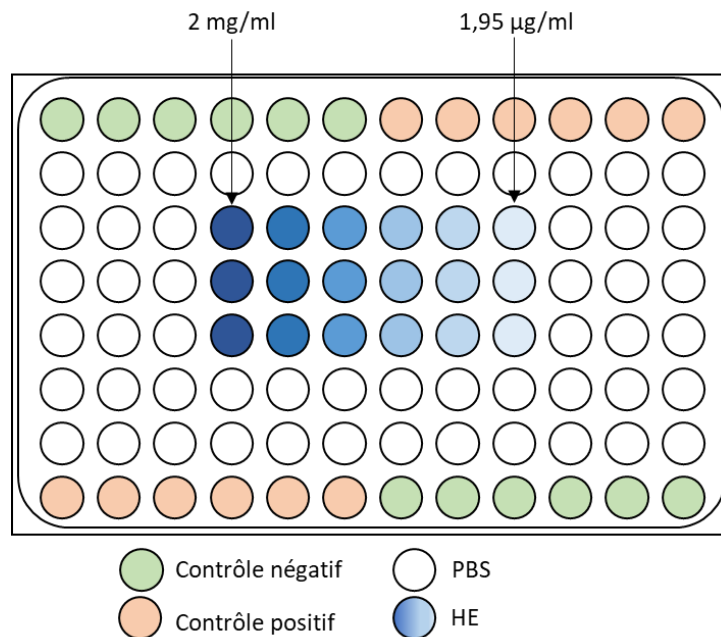 2 mg/ml 1,95 µg/ml
Contrôle négatif PBS
Contrôle positif HE